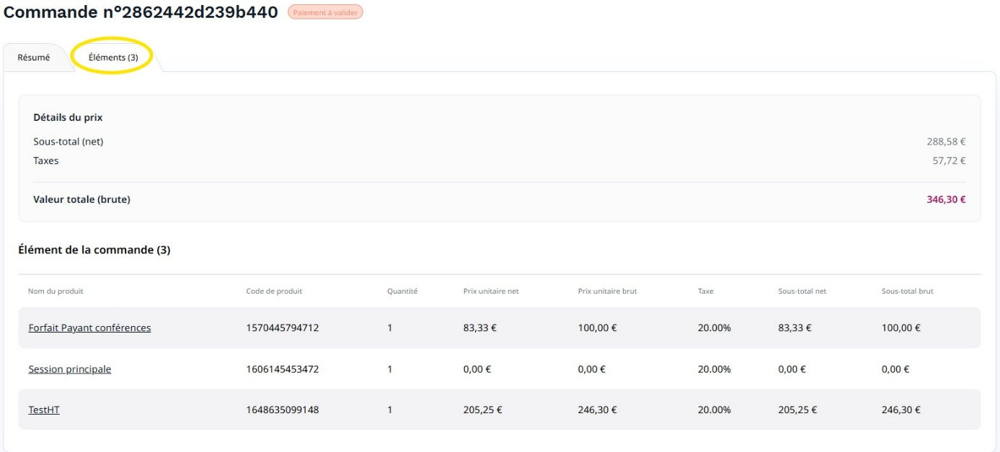 Commande n°2862442d239b440 Paiement à valider
Résumé Éléments (3)
Détails du prix
Sous-total (net) 288,58 €
Taxes 57,72 €
Valeur totale (brute) 346,30 €
Élément de la commande (3)
Nom du produit Code de produit Quantité Prix unitaire net Prix unitaire brut Taxe Sous-total net Sous-total brut
Forfait Payant conférences 1570445794712 1 83,33 € 100,00 € 20.00% 83,33 € 100,00 €
Session principale 1606145453472 1 0,00 € 0,00 € 20.00% 0,00 € 0,00 €
TestHT 1648635099148 1 205,25 € 246,30 € 20.00% 205,25 € 246,30 €